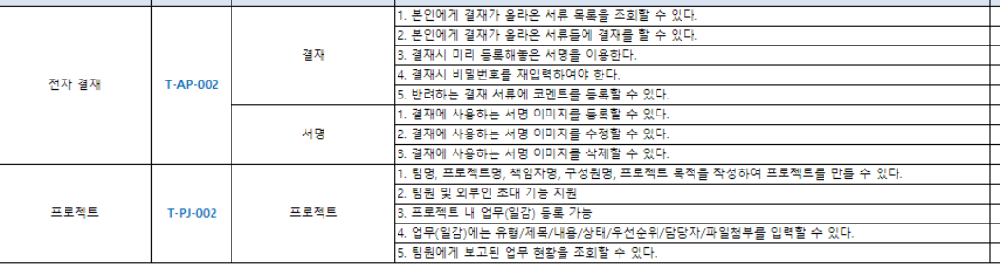 1. 본인에게 결재가 올라온 서류 목록을 조회할 수 있다.
2. 본인에게 결재가 올라온 서류들에 결재를 할 수 있다.
결재
3. 결재시 미리 등록해놓은 서명을 이용한다.
4. 결재시 비밀번호를 재입력하여야 한다.
전자 결재
T-AP-002
5. 반려하는 결재 서류에 코멘트를 등록할 수 있다.
1. 결재에 사용하는 서명 이미지를 등록할 수 있다.
서명
2. 결재에 사용하는 서명 이미지를 수정할 수 있다.
3. 결재에 사용하는 서명 이미지를 삭제할 수 있다.
1. 팀명, 프로젝트명, 책임자명, 구성원명, 프로젝트 목적을 작성하여 프로젝트를 만들 수 있다.
2. 팀원 및 외부인 초대 기능 지원
프로젝트
T-PJ-002
프로젝트
3. 프로젝트 내 업무(일감) 등록 가능
4. 업무(일감)에는 유형/제목/내용/상태/우선순위/담당자/파일첨부를 입력할 수 있다.
5. 팀원에게 보고된 업무 현황을 조회할 수 있다.